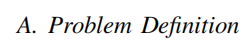 A. Problem Definition